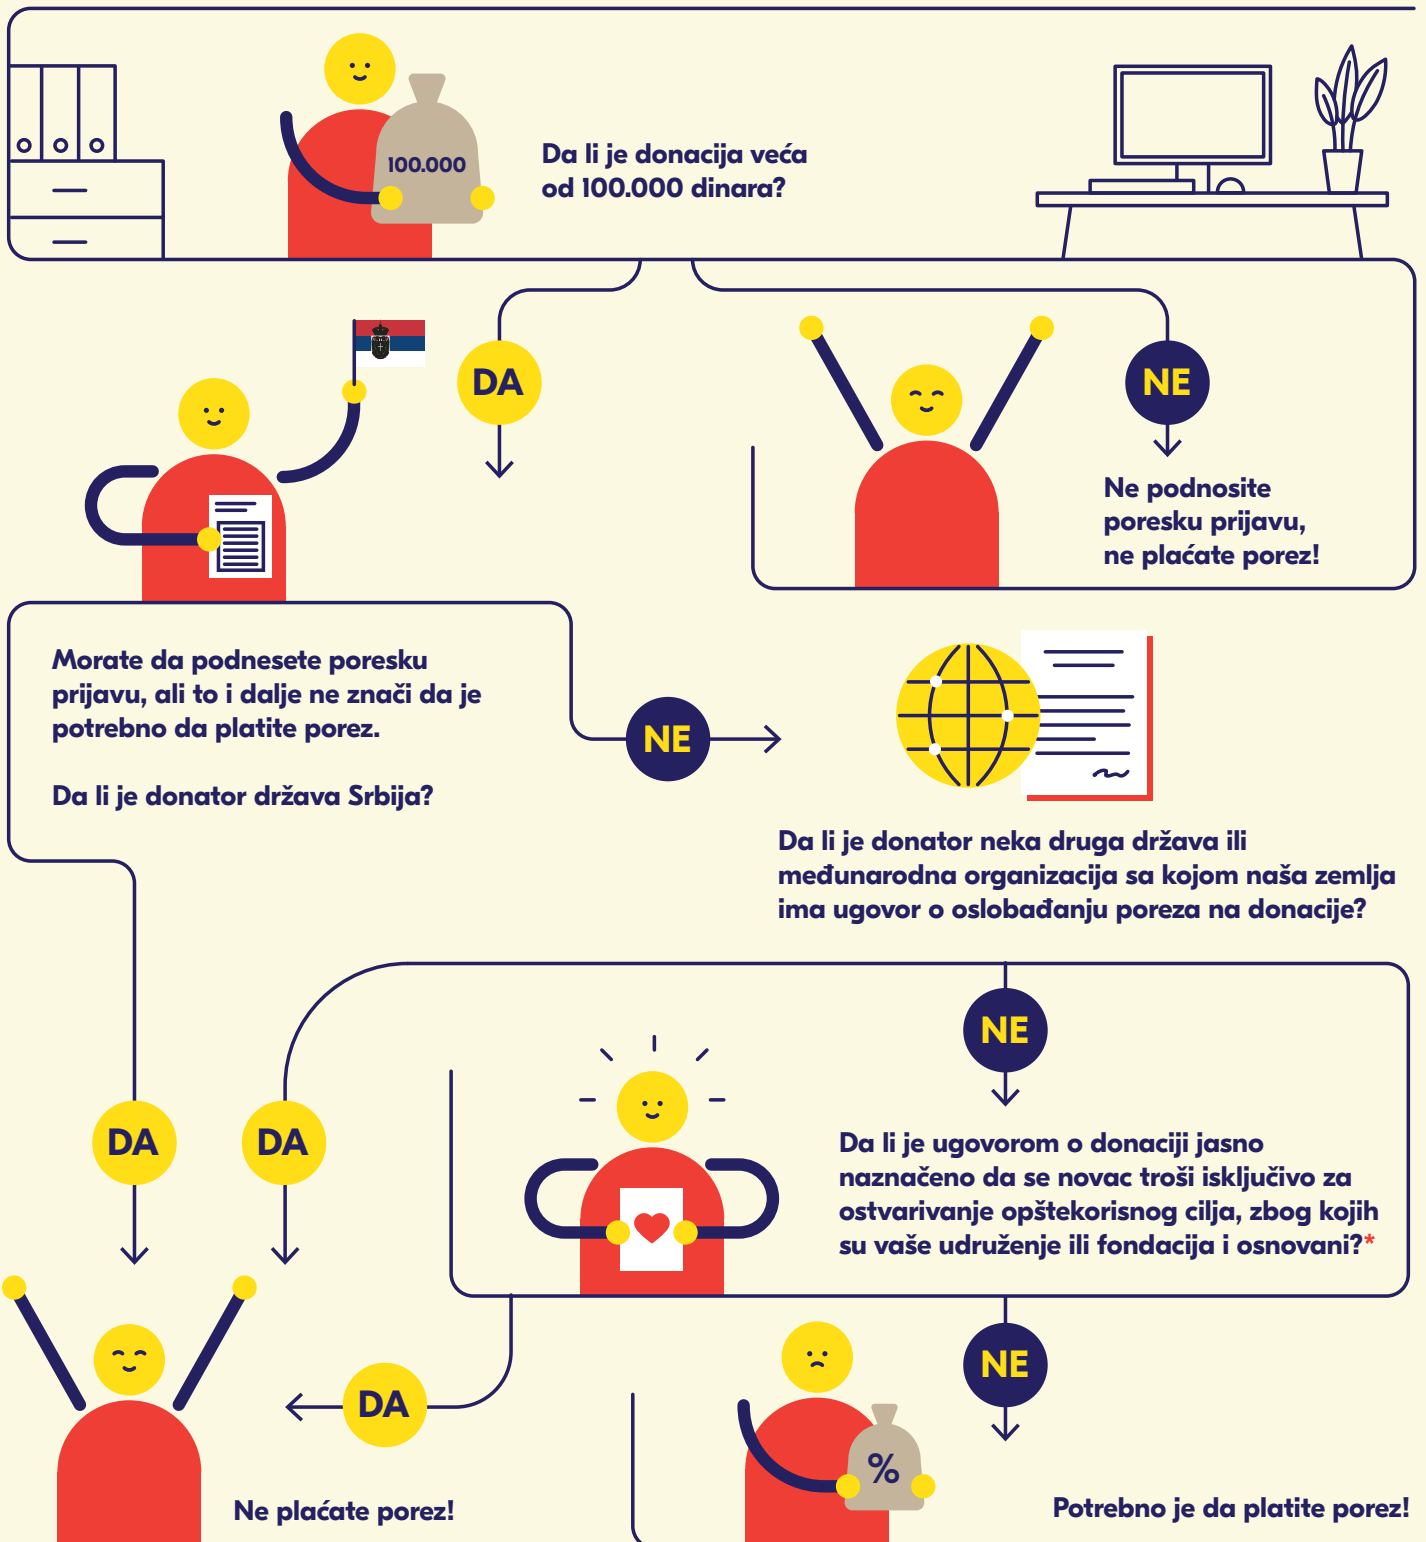 100.000
Da li je donacija veća
od 100.000 dinara?
DA
NE
Ne podnosite
poresku prijavu,
ne plaćate porez!
Morate da podnesete poresku
prijavu, ali to i dalje ne znači da je
potrebno da platite porez.
Da li je donator država Srbija?
NE
Da li je donator neka druga država ili
međunarodna organizacija sa kojom naša zemlja
ima ugovor o oslobađanju poreza na donacije?
NE
DA
DA
Da li je ugovorom o donaciji jasno
naznačeno da se novac troši isključivo za
ostvarivanje opštekorisnog cilja, zbog kojih
su vaše udruženje ili fondacija i osnovani?*
NE
DA
%
Ne plaćate porez!
Potrebno je da platite porez!